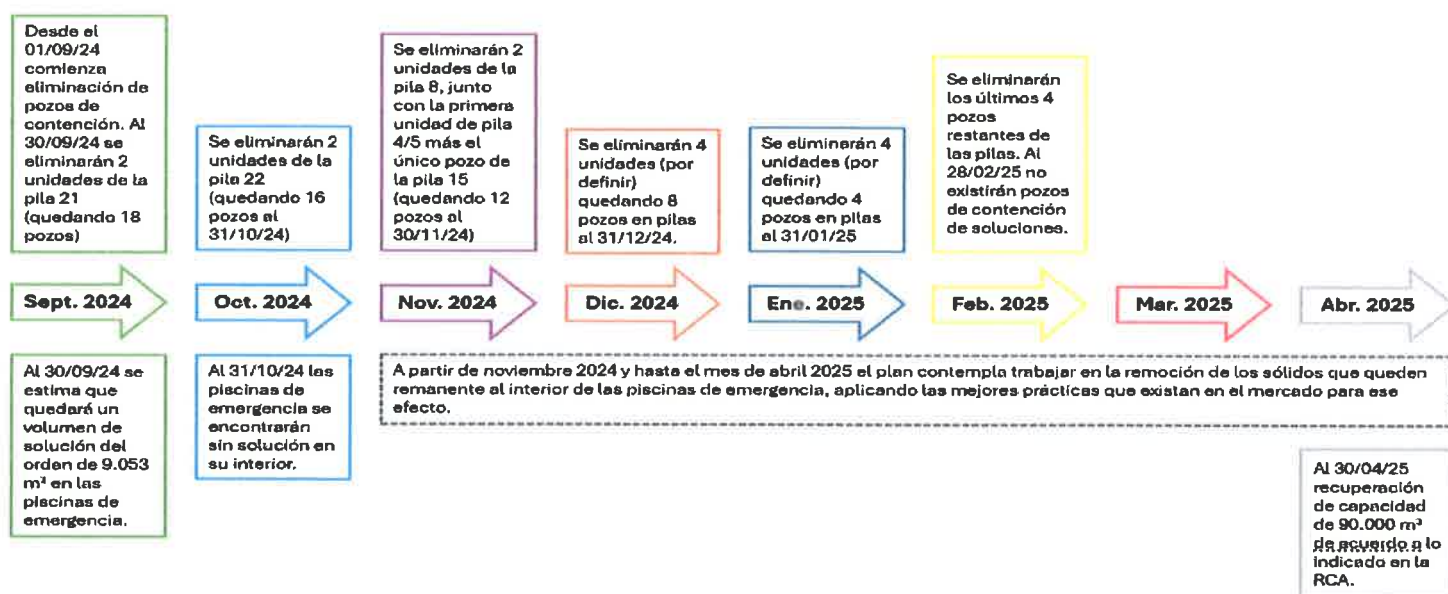 Desde el
01/09/24
comienza
eliminación de
pozos de
contención. Al
30/09/24 se
eliminarán 2
unidades de la
pila 21
(quedando 18
pozos)
Se eliminarán 2
unidades de la
pila 22
(quedando 16
pozos al
31/10/24)
Se eliminarán 2
unidades de la
pila 8, junto
con la primera
unidad de pila
4/5 más el
único pozo de
la pila 15
(quedando 12
pozos al
30/11/24)
Se eliminarán 4
unidades (por
definir)
quedando 8
pozos en pilas
al 31/12/24.
Se eliminarán 4
unidades (por
definir)
quedando 4
pozos en pilas
al 31/01/25
Se eliminarán
los últimos 4
pozos
restantes de
las pilas. Al
28/02/25 no
existirán pozos
de contención
de soluciones.
Sept. 2024
Oct. 2024
Nov. 2024
Dic. 2024
Ene. 2025
Feb. 2025
Mar. 2025
Abr. 2025
Al 30/09/24 se
estima que
quedará un
volumen de
solución del
orden de 9.053
m³ en las
piscinas de
emergencia.
Al 31/10/24 las
piscinas de
emergencia se
encontrarán
sin solución en
su interior.
A partir de noviembre 2024 y hasta el mes de abril 2025 el plan contempla trabajar en la remoción de los sólidos que queden
remanente al interior de las piscinas de emergencia, aplicando las mejores prácticas que existan en el mercado para ese
efecto.
Al 30/04/25
recuperación
de capacidad
de 90.000 m³
de acuerdo a lo
indicado en la
RCA.